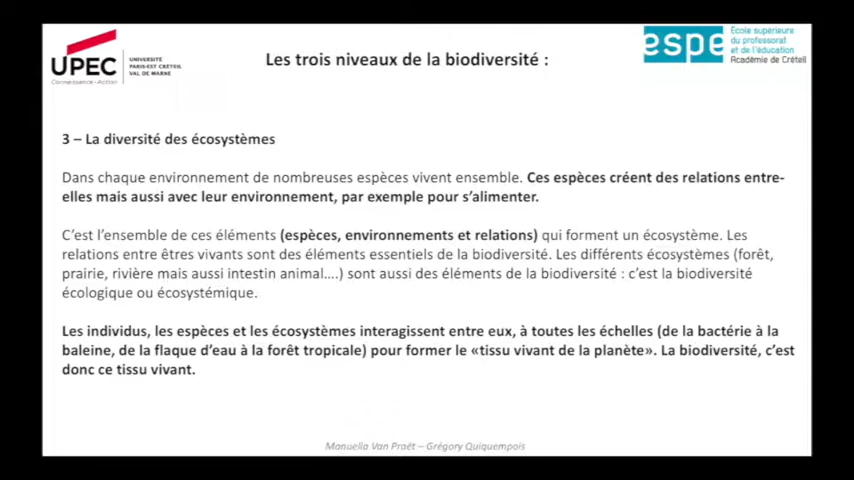 UPEC
Connaissance - Action
UNIVERSITÉ
PARIS-EST CRÉTEIL
VAL DE MARNE
Les trois niveaux de la biodiversité :
espe
École supérieure
du professorat
et de l'éducation
Académie de Créteil
3 – La diversité des écosystèmes
Dans chaque environnement de nombreuses espèces vivent ensemble. Ces espèces créent des relations entre-
elles mais aussi avec leur environnement, par exemple pour s'alimenter.
C'est l'ensemble de ces éléments (espèces, environnements et relations) qui forment un écosystème. Les
relations entre êtres vivants sont des éléments essentiels de la biodiversité. Les différents écosystèmes (forêt,
prairie, rivière mais aussi intestin animal....) sont aussi des éléments de la biodiversité : c'est la biodiversité
écologique ou écosystémique.
Les individus, les espèces et les écosystèmes interagissent entre eux, à toutes les échelles (de la bactérie à la
baleine, de la flaque d'eau à la forêt tropicale) pour former le «tissu vivant de la planète». La biodiversité, c'est
donc ce tissu vivant.
Manuella Van Praët – Grégory Quiquempois